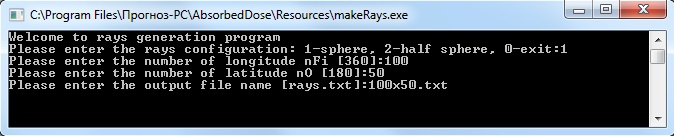 C:\Program Files\Прогноз-PC\AbsorbedDose\Resources\makeRays.exe
Welcome to rays generation program
Please enter the rays configuration: 1-sphere, 2-half sphere, 0-exit:1
Please enter the number of longitude nFi [360]:100
Please enter the number of latitude nO [180]:50
Please enter the output file name [rays.txt]:100x50.txt